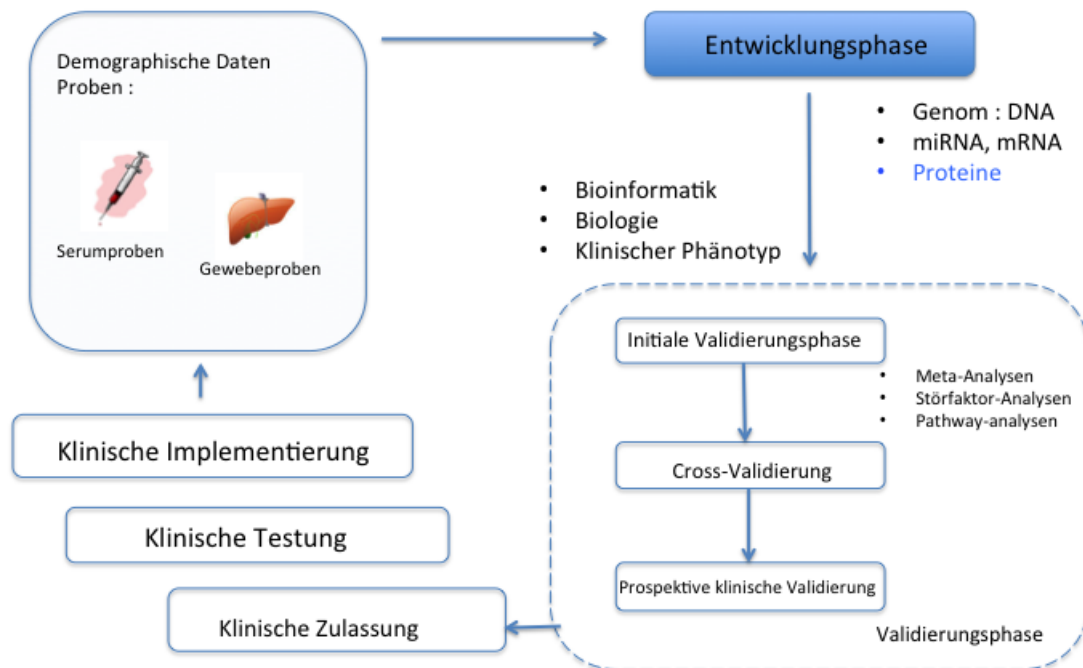 Demographische Daten
Proben :
Serumproben
Gewebeproben
Entwicklungsphase
• Genom : DNA
• miRNA, mRNA
• Proteine
• Bioinformatik
• Biologie
• Klinischer Phänotyp
Initiale Validierungsphase
• Meta-Analysen
• Störfaktor-Analysen
• Pathway-analysen
Cross-Validierung
Prospektive klinische Validierung
Validierungsphase
Klinische Zulassung
Klinische Testung
Klinische Implementierung